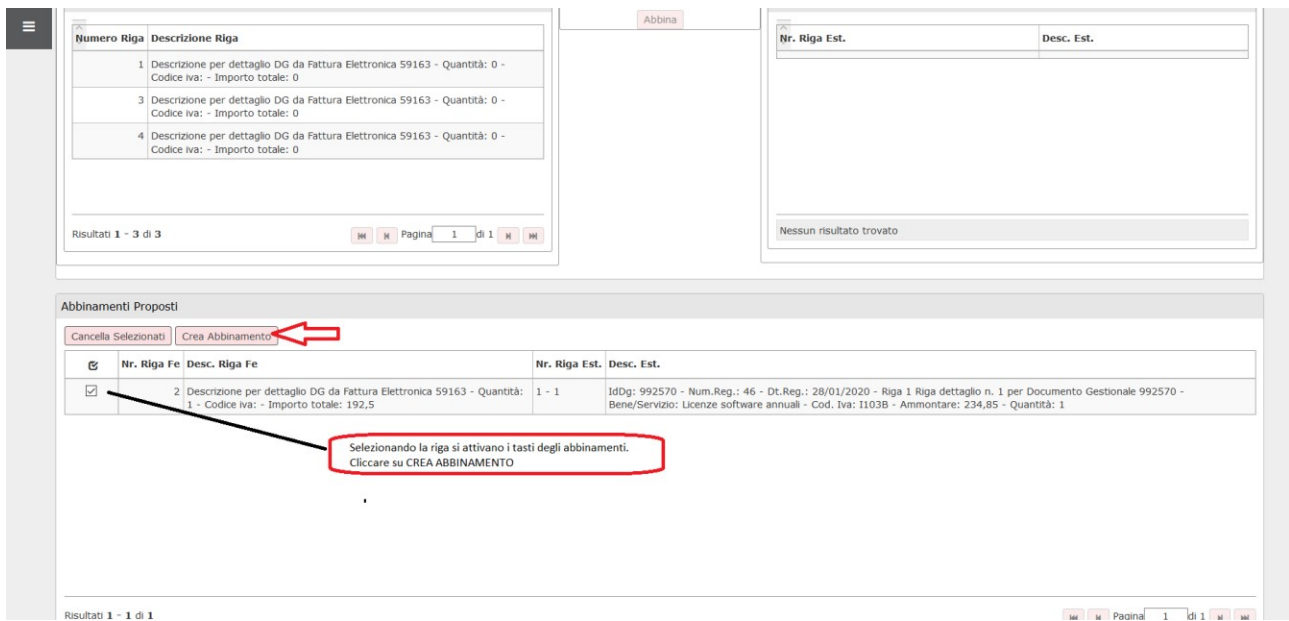 Abbina
Numero Riga Descrizione Riga
1 Descrizione per dettaglio DG da Fattura Elettronica 59163 - Quantità: 0 -
Codice iva: - Importo totale: 0
3 Descrizione per dettaglio DG da Fattura Elettronica 59163 - Quantità: 0 -
Codice iva: - Importo totale: 0
4 Descrizione per dettaglio DG da Fattura Elettronica 59163 - Quantità: 0 -
Codice iva: - Importo totale: 0
Risultati 1 - 3 di 3
Pagina 1 di 1
Nr. Riga Est. Desc. Est.
Nessun risultato trovato
Abbinamenti Proposti
Cancella Selezionati Crea Abbinamento
Nr. Riga Fe Desc. Riga Fe Nr. Riga Est. Desc. Est.
2 Descrizione per dettaglio DG da Fattura Elettronica 59163 - Quantità: 1 - 1 IdDg: 992570 - Num.Reg.: 46 - Dt.Reg.: 28/01/2020 - Riga 1 Riga dettaglio n. 1 per Documento Gestionale 992570 -
1 - Codice iva: - Importo totale: 192,5 Bene/Servizio: Licenze software annuali - Cod. Iva: I103B - Ammontare: 234,85 - Quantità: 1
Selezionando la riga si attivano i tasti degli abbinamenti.
Cliccare su CREA ABBINAMENTO
Risultati 1 - 1 di 1
Pagina 1 di 1